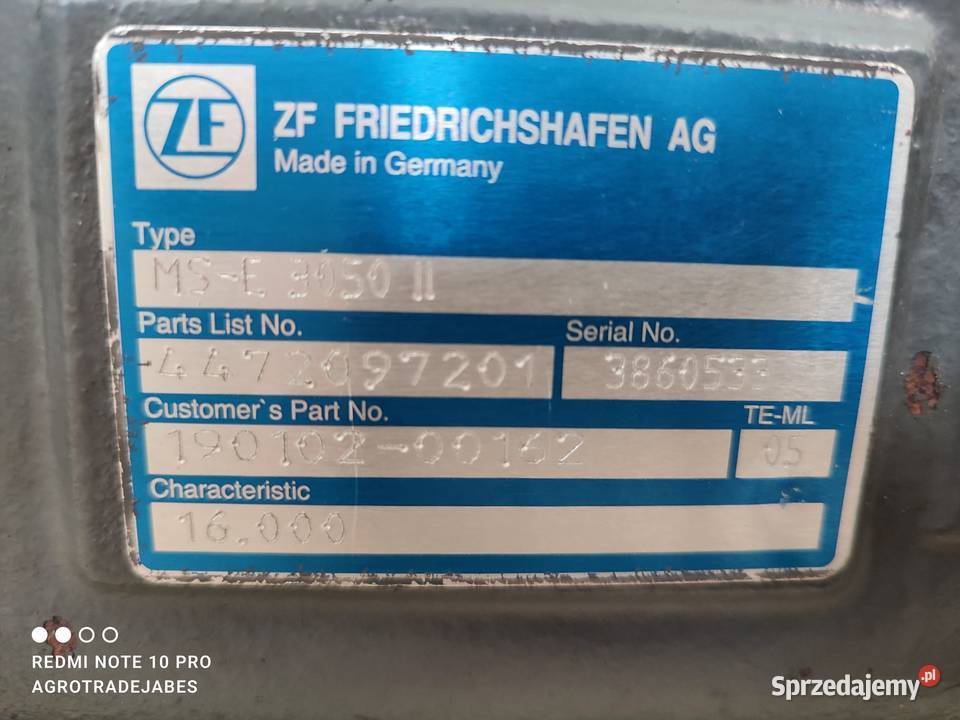 ZF
ZF FRIEDRICHSHAFEN AG
Made in Germany
Type
MS-E 3050 II
Parts List No.
4472097201
Serial No.
3860533
Customer`s Part No.
190102-00162
TE-ML
05
Characteristic
16.000
REDMI NOTE 10 PRO
AGROTRADEJABES
Sprzedajemy.pl